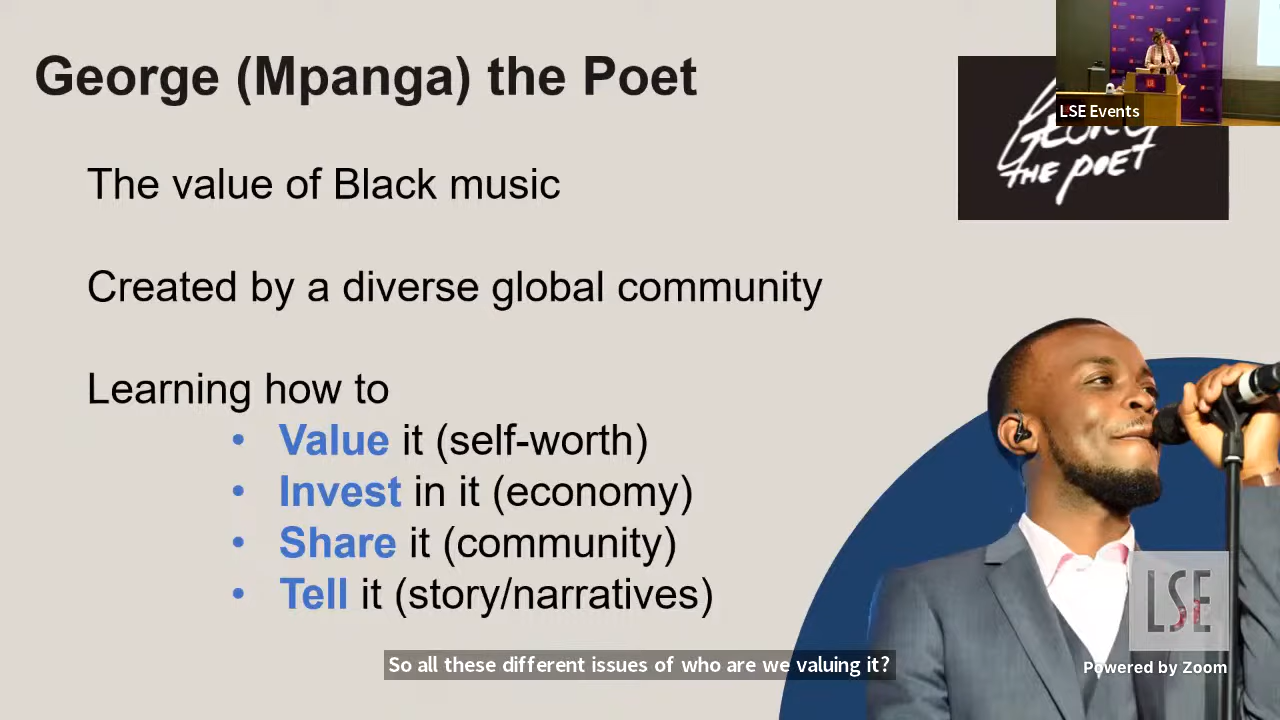 George (Mpanga) the Poet
LSE Events
THE POET
The value of Black music
Created by a diverse global community
Learning how to
• Value it (self-worth)
• Invest in it (economy)
• Share it (community)
• Tell it (story/narratives)
LSE
So all these different issues of who are we valuing it?
Powered by Zoom